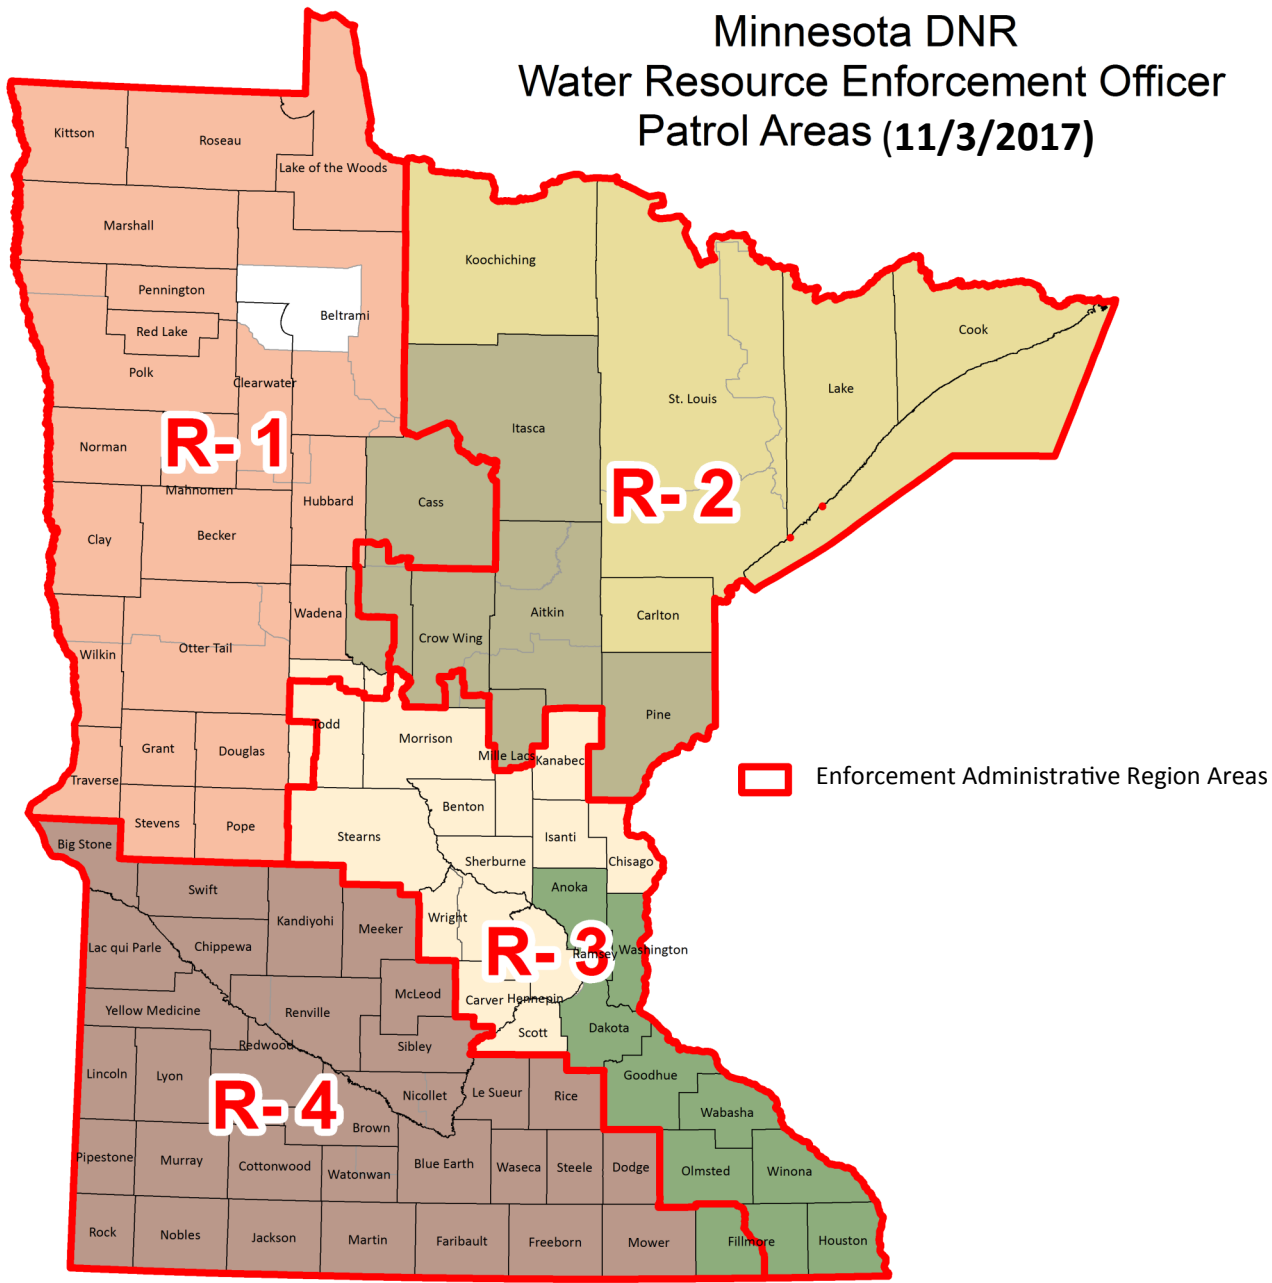 Minnesota DNR
Water Resource Enforcement Officer
Patrol Areas (11/3/2017)
Kittson
Roseau
Lake of the Woods
Marshall
Koochiching
Pennington
Beltrami
Red Lake
Cook
Polk
Clearwater
Lake
St. Louis
Itasca
Norman
R- 1
Mahnomen
Hubbard
Cass
R- 2
Clay
Becker
Wadena
Aitkin
Carlton
Crow Wing
Wilkin
Otter Tail
Pine
Todd
Morrison
Grant
Douglas
Mille Lacs
Kanabec
Traverse
Enforcement Administrative Region Areas
Benton
Stevens
Pope
Stearns
Isanti
Big Stone
Sherburne
Chisago
Swift
Anoka
Kandiyohi
Meeker
Wright
Lac qui Parle
Chippewa
R- 3
Ramsey
Washington
McLeod
Carver
Hennepin
Yellow Medicine
Renville
Scott
Dakota
Redwood
Sibley
Lincoln
Lyon
Goodhue
R- 4
Nicollet
Le Sueur
Rice
Wabasha
Brown
Pipestone
Murray
Cottonwood
Watonwan
Blue Earth
Waseca
Steele
Dodge
Olmsted
Winona
Rock
Nobles
Jackson
Martin
Faribault
Freeborn
Mower
Fillmore
Houston